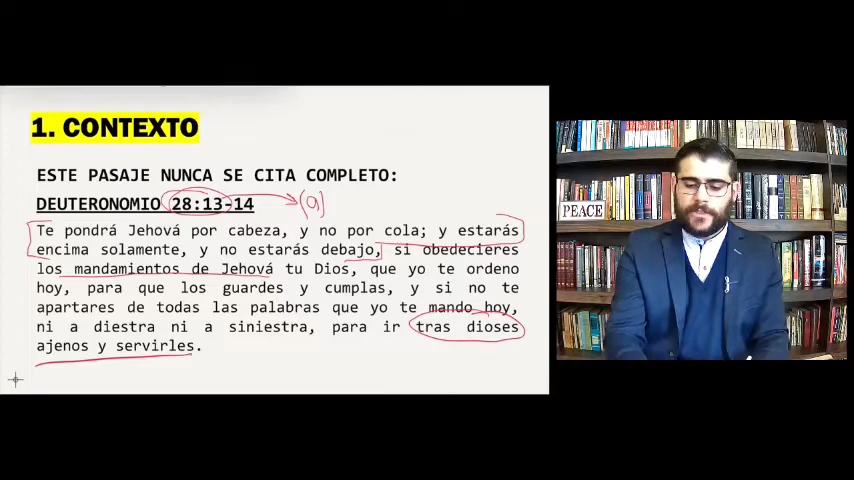 1. CONTEXTO
ESTE PASAJE NUNCA SE CITA COMPLETO:
DEUTERONOMIO 28:13-14 (a)
Te pondrá Jehová por cabeza, y no por cola; y estarás
encima solamente, y no estarás debajo, si obedecieres
los mandamientos de Jehová tu Dios, que yo te ordeno
hoy, para que los guardes y cumplas, y si no te
apartares de todas las palabras que yo te mando hoy,
ni a diestra ni a siniestra, para ir tras dioses
ajenos y servirles.
PEACE